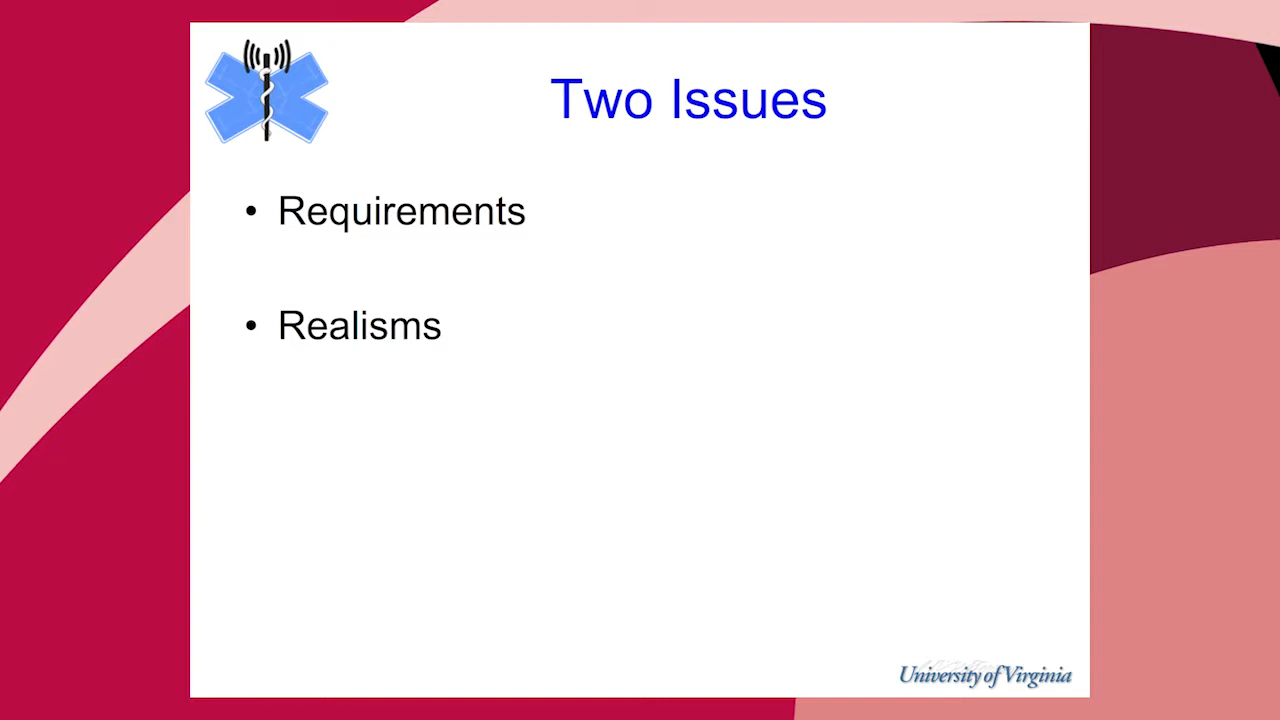 Two Issues
• Requirements
• Realisms
University of Virginia